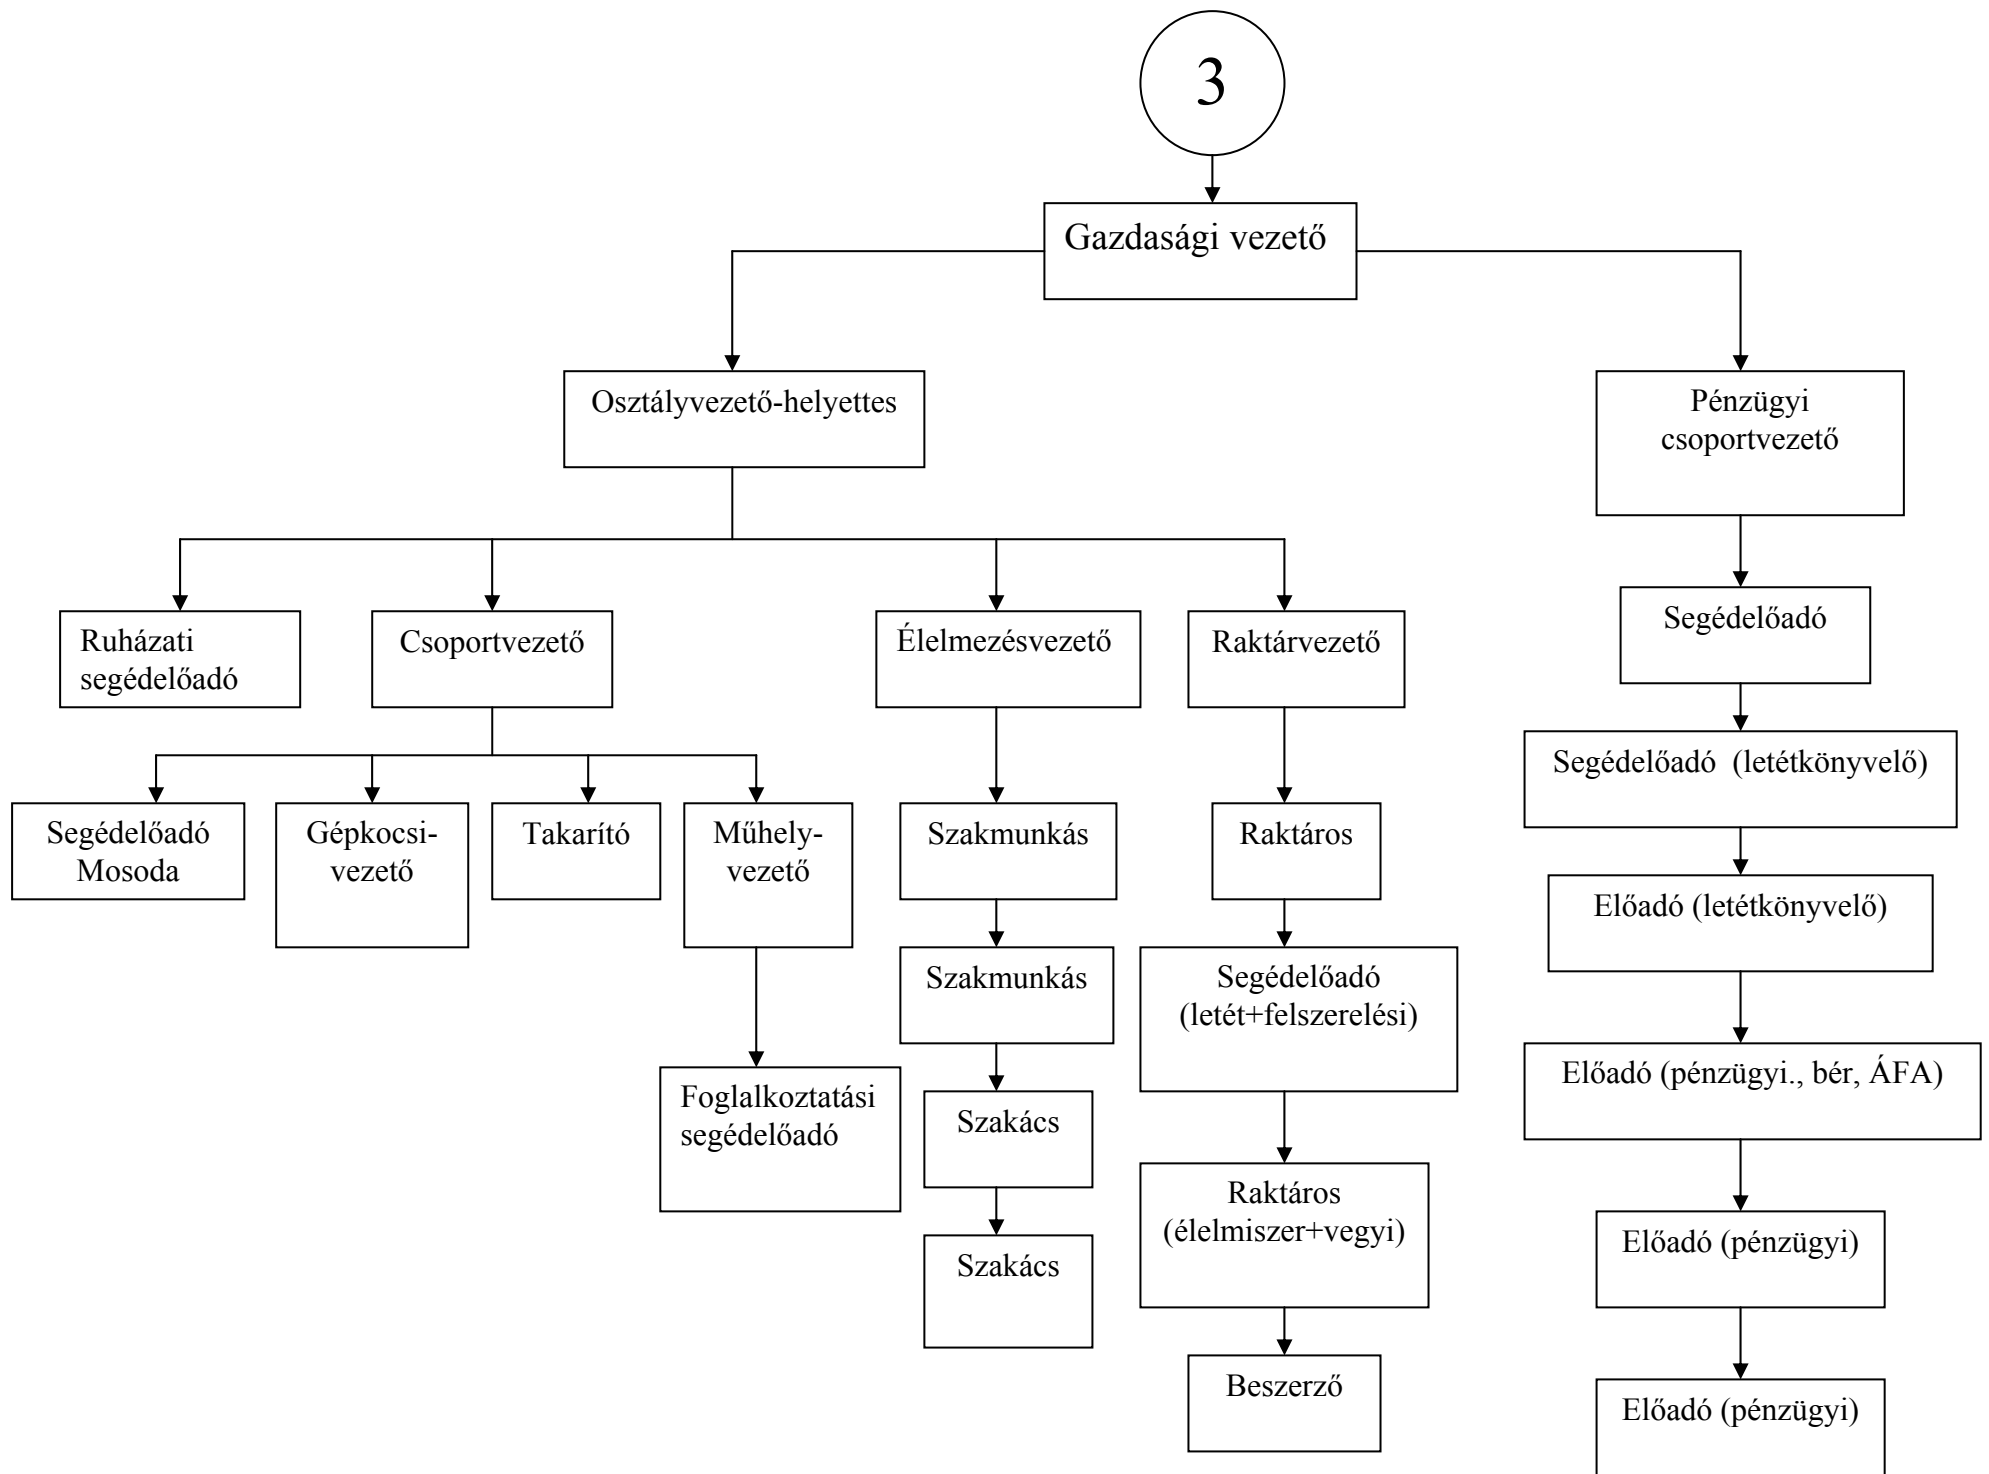 3
Gazdasági vezető
Osztályvezető-helyettes
Pénzügyi
csoportvezető
Ruházati
segédelőadó
Csoportvezető
Élelmezésvezető
Raktárvezető
Segédelőadó
Segédelőadó  (letétkönyvelő)
Segédelőadó
Mosoda
Gépkocsi-
vezető
Takarító
Műhely-
vezető
Szakmunkás
Raktáros
Előadó (letétkönyvelő)
Szakmunkás
Segédelőadó
(letét+felszerelési)
Előadó (pénzügyi., bér, ÁFA)
Foglalkoztatási
segédelőadó
Szakács
Raktáros
(élelmiszer+vegyi)
Előadó (pénzügyi)
Szakács
Beszerző
Előadó (pénzügyi)